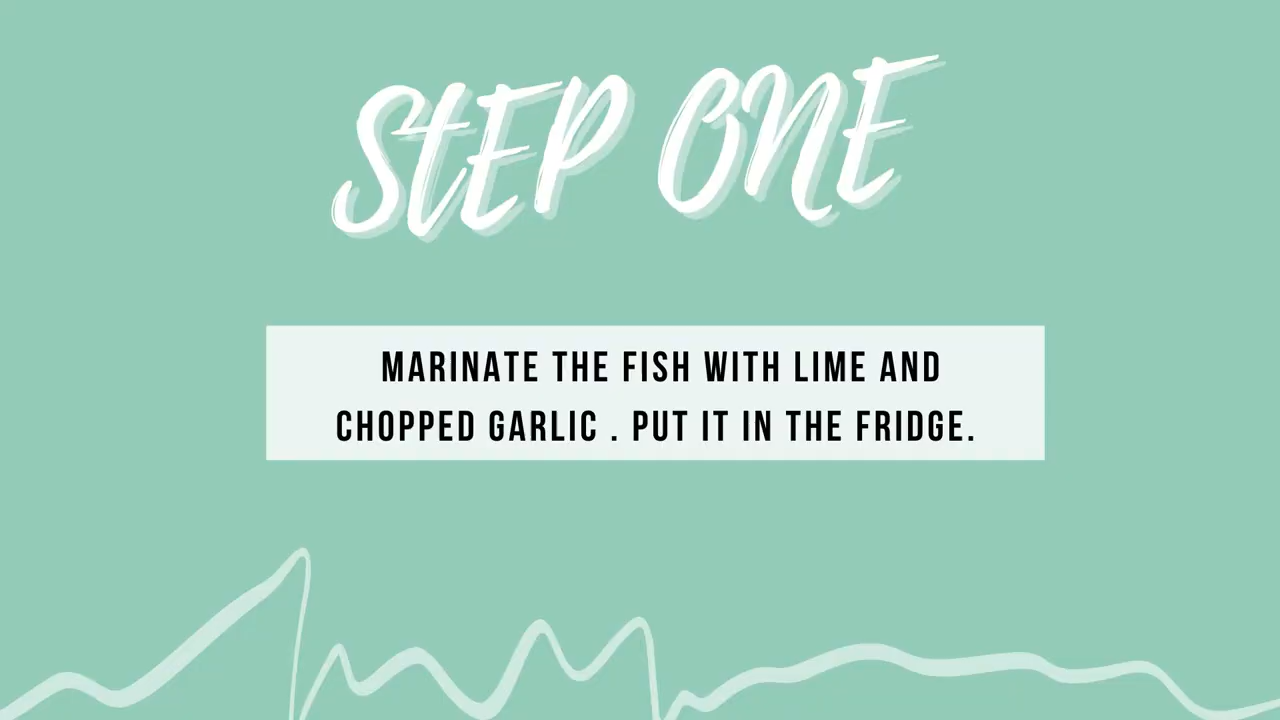 StEP ONE
MARINATE THE FISH WITH LIME AND
CHOPPED GARLIC . PUT IT IN THE FRIDGE.